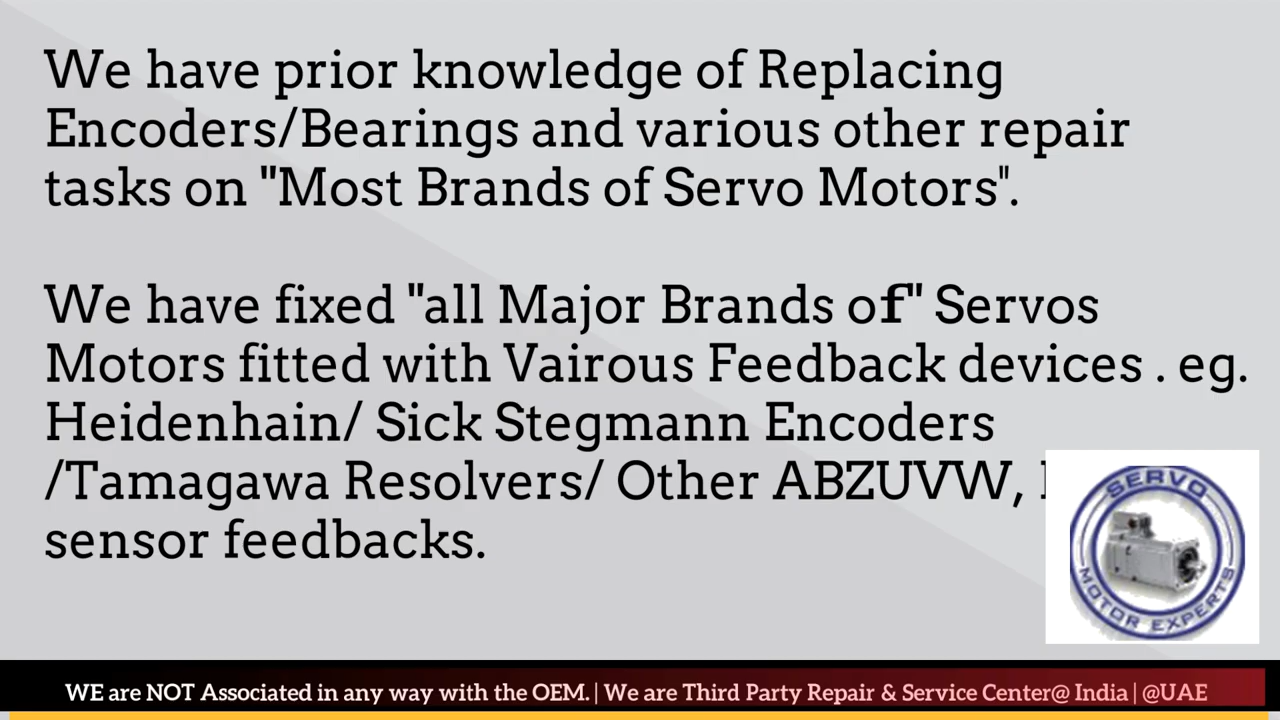 We have prior knowledge of Replacing
Encoders/Bearings and various other repair
tasks on "Most Brands of Servo Motors".
We have fixed "all Major Brands of" Servos
Motors fitted with Vairous Feedback devices . eg.
Heidenhain/ Sick Stegmann Encoders
/Tamagawa Resolvers/ Other ABZUVW,
sensor feedbacks.
SERVO
MOTOR EXPERTS
WE are NOT Associated in any way with the OEM. | We are Third Party Repair & Service Center@ India | @UAE